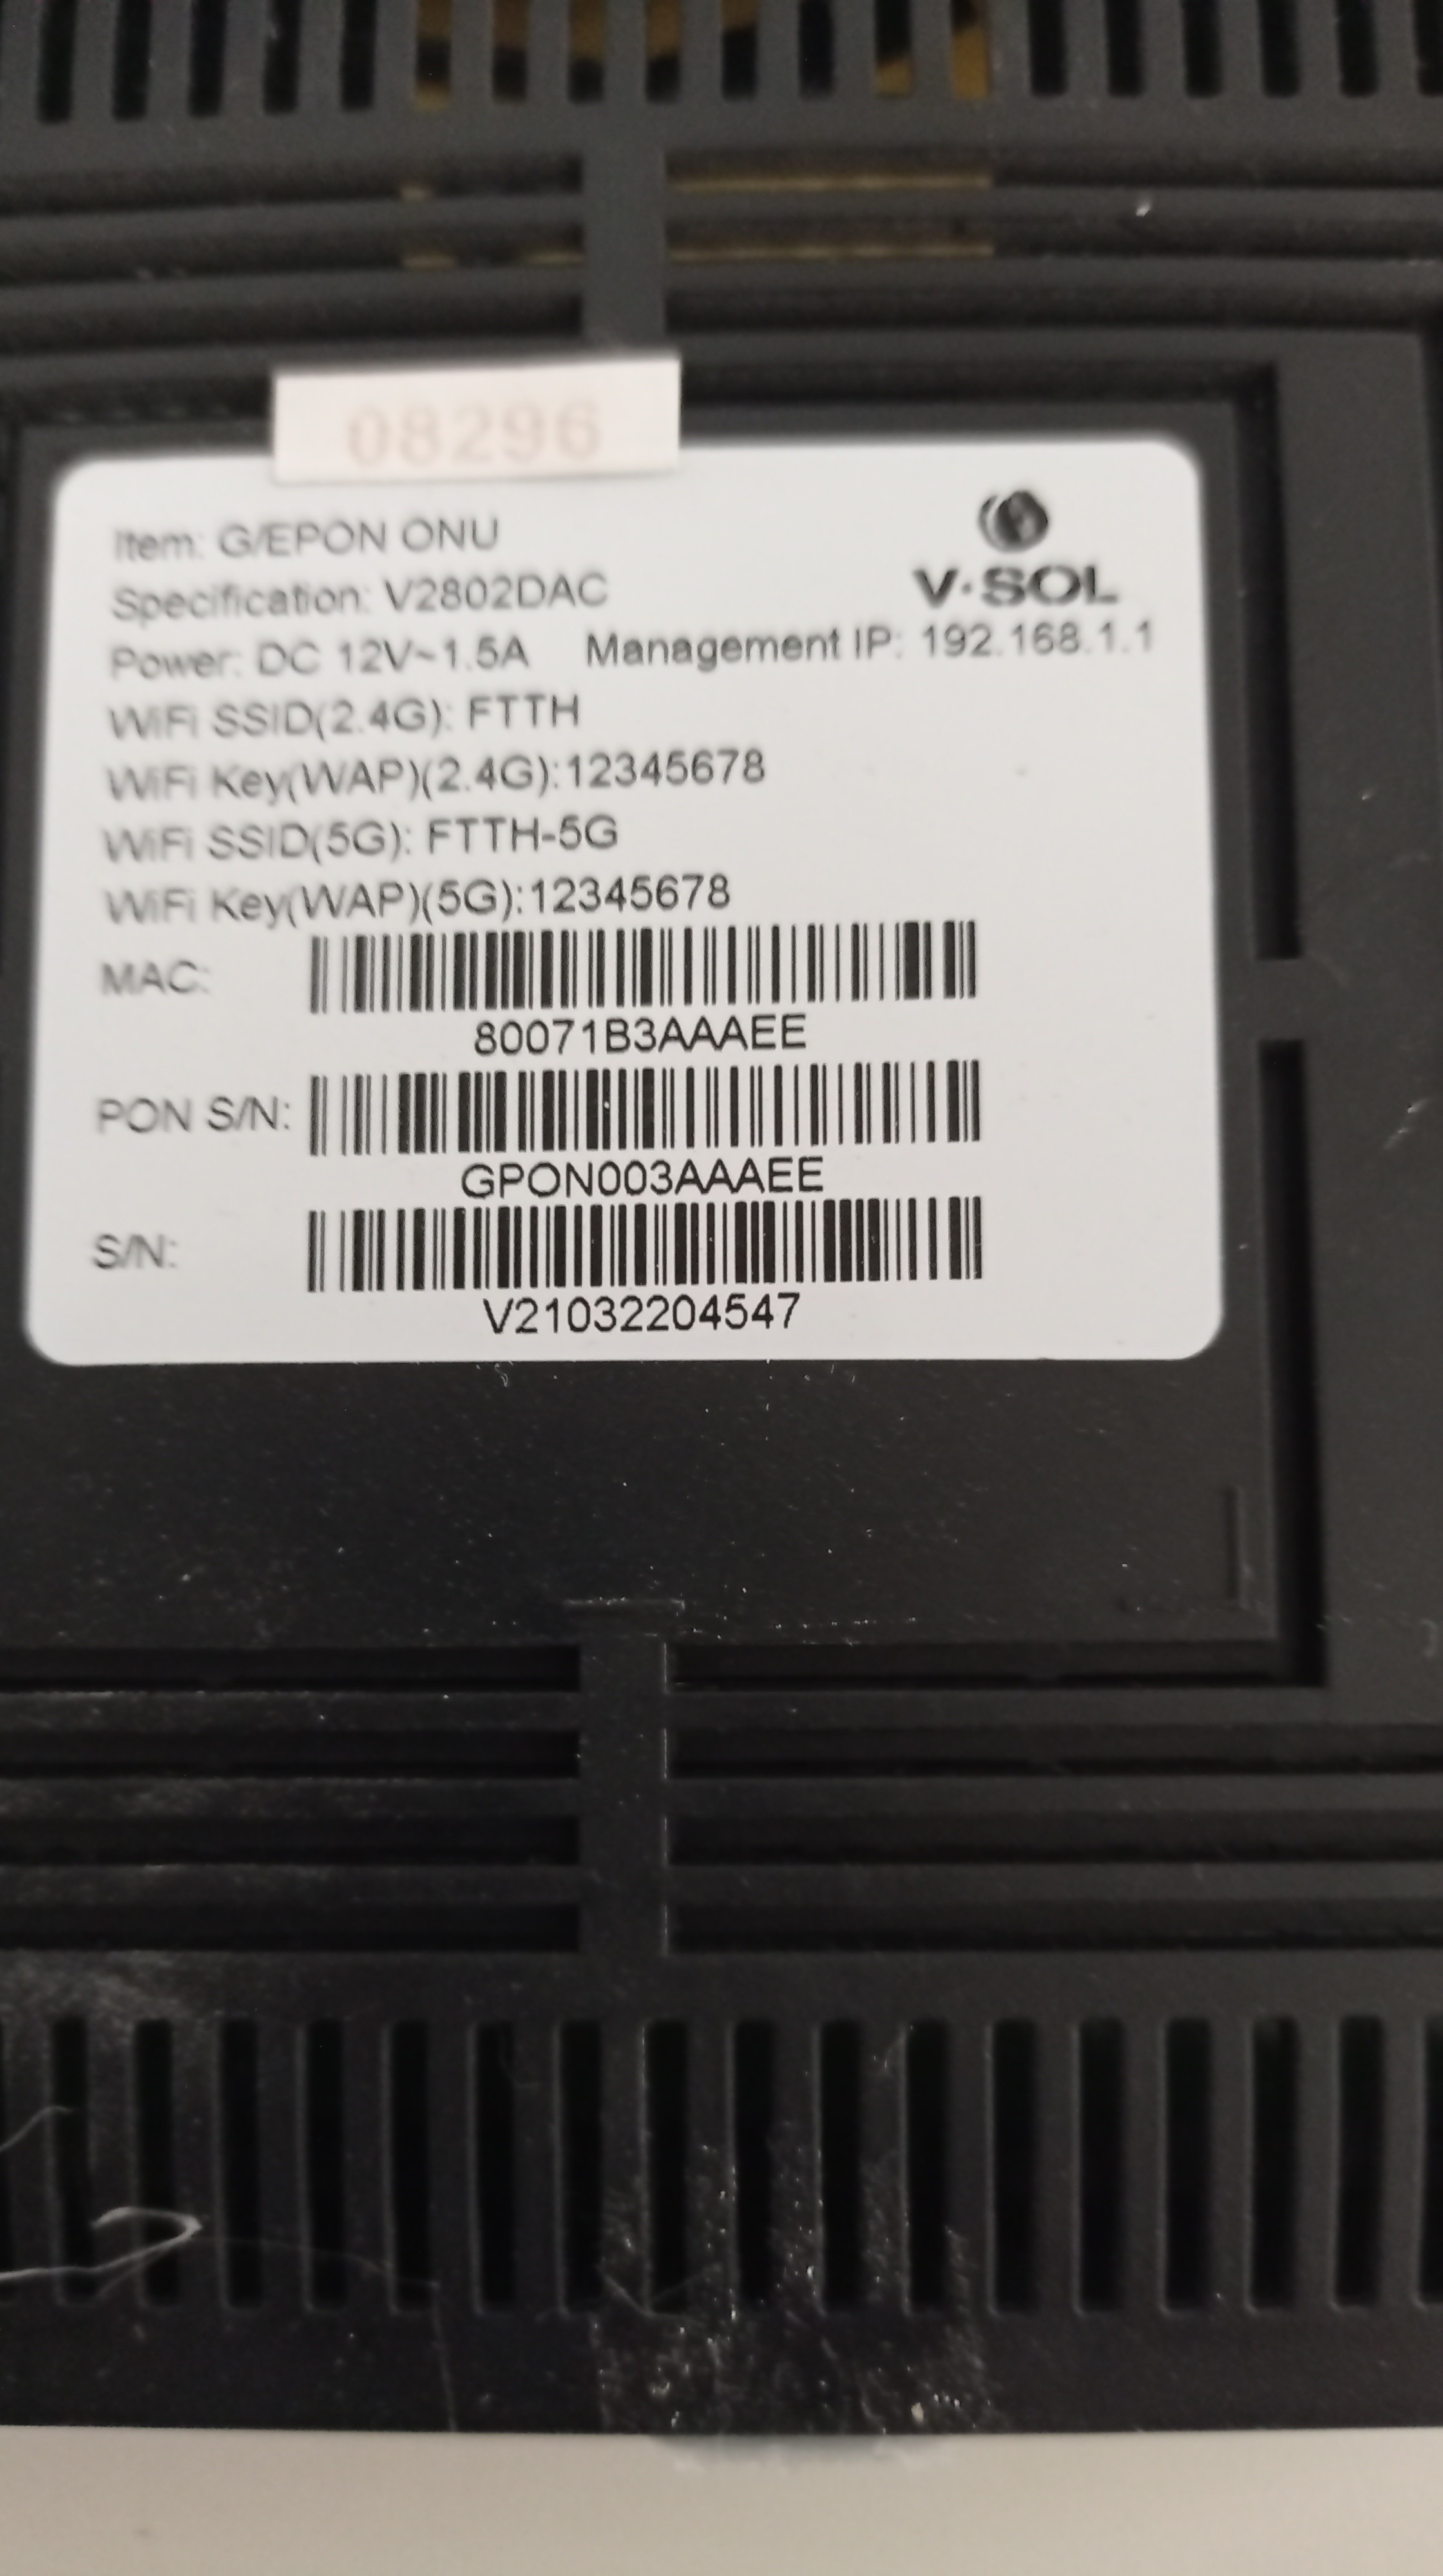 08296
Item: G/EPON ONU
V·SOL
Specification: V2802DAC
Power: DC 12V~1.5A Management IP: 192.168.1.1
WiFi SSID(2.4G): FTTH
WiFi Key(WAP)(2.4G):12345678
WiFi SSID(5G): FTTH-5G
WiFi Key(WAP)(5G):12345678
MAC:
80071B3AAAEE
PON S/N:
GPON003AAAEE
S/N:
V21032204547